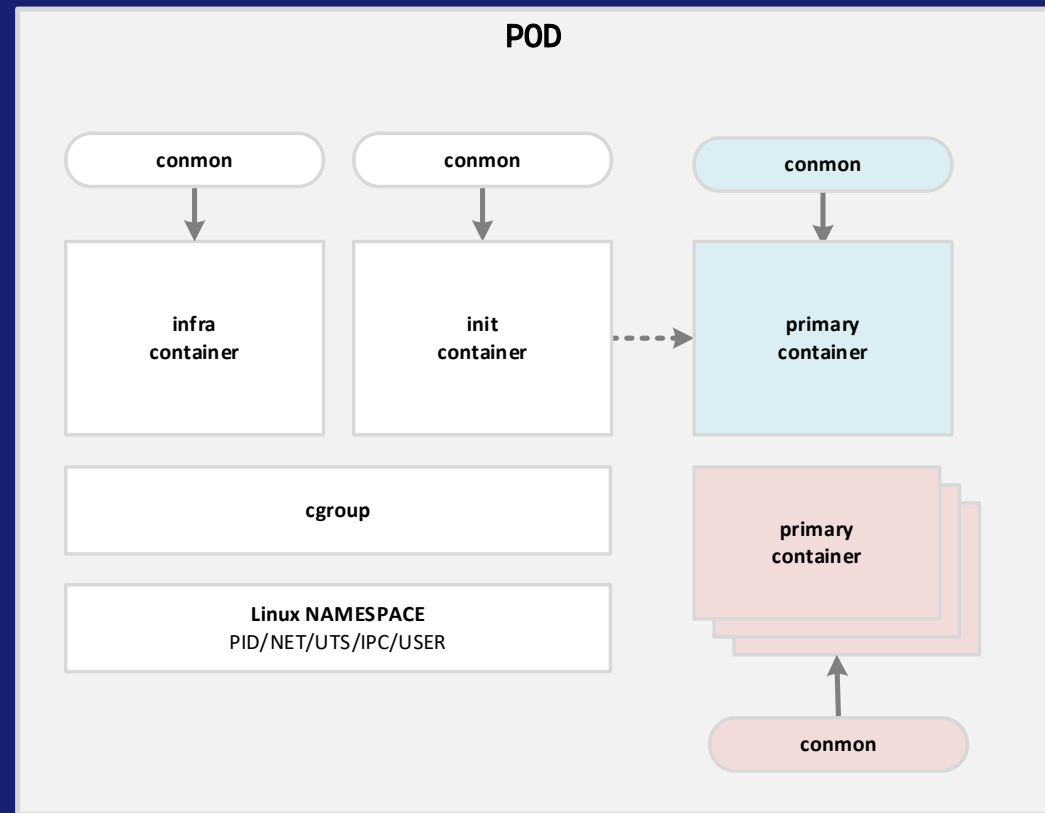 POD
conmon
conmon
conmon
infra
container
init
container
primary
container
cgroup
primary
container
Linux NAMESPACE
PID/NET/UTS/IPC/USER
conmon